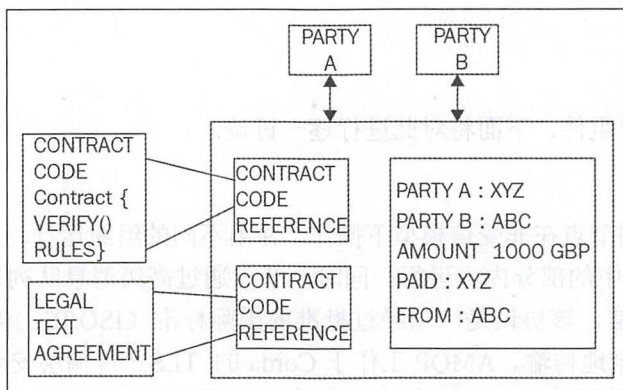 PARTY
A
PARTY
B
CONTRACT
CODE
Contract {
VERIFY()
RULES}
CONTRACT
CODE
REFERENCE
LEGAL
TEXT
AGREEMENT
CONTRACT
CODE
REFERENCE
PARTY A : XYZ
PARTY B : ABC
AMOUNT : 1000 GBP
PAID : XYZ
FROM : ABC